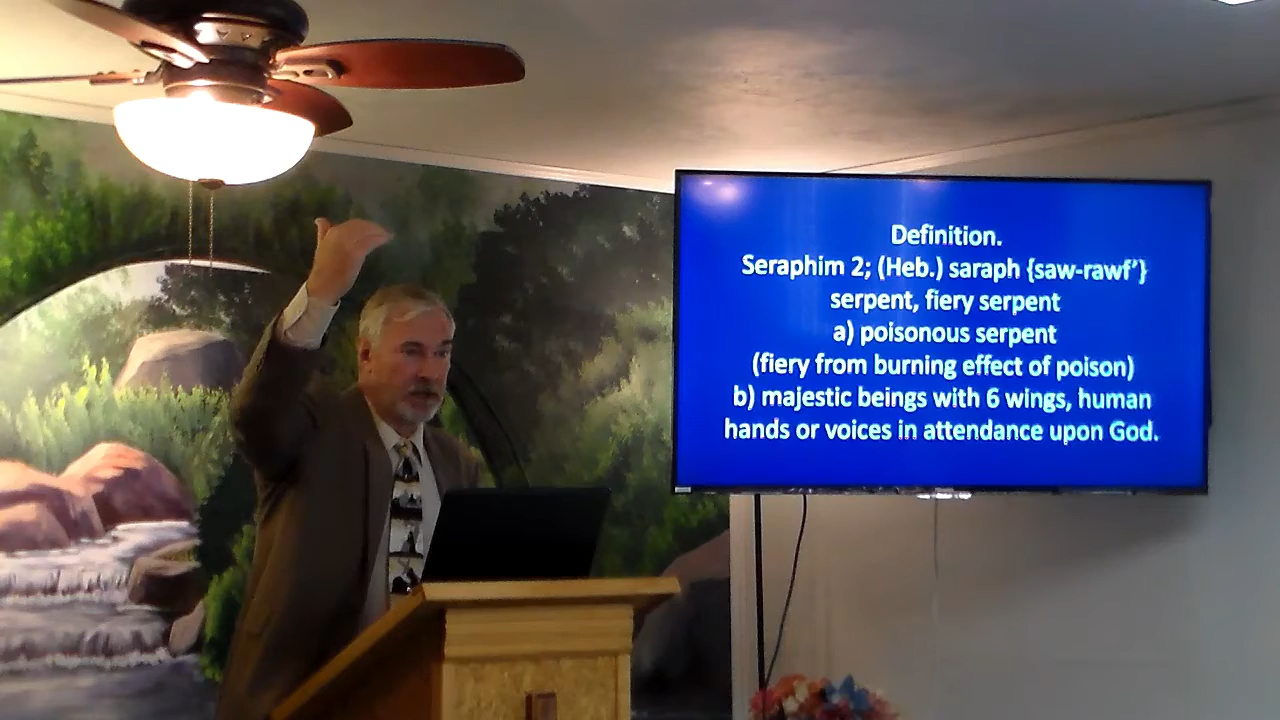 Definition.
Seraphim 2; (Heb.) saraph {saw-rawf’}
serpent, fiery serpent
a) poisonous serpent
(fiery from burning effect of poison)
b) majestic beings with 6 wings, human
hands or voices in attendance upon God.